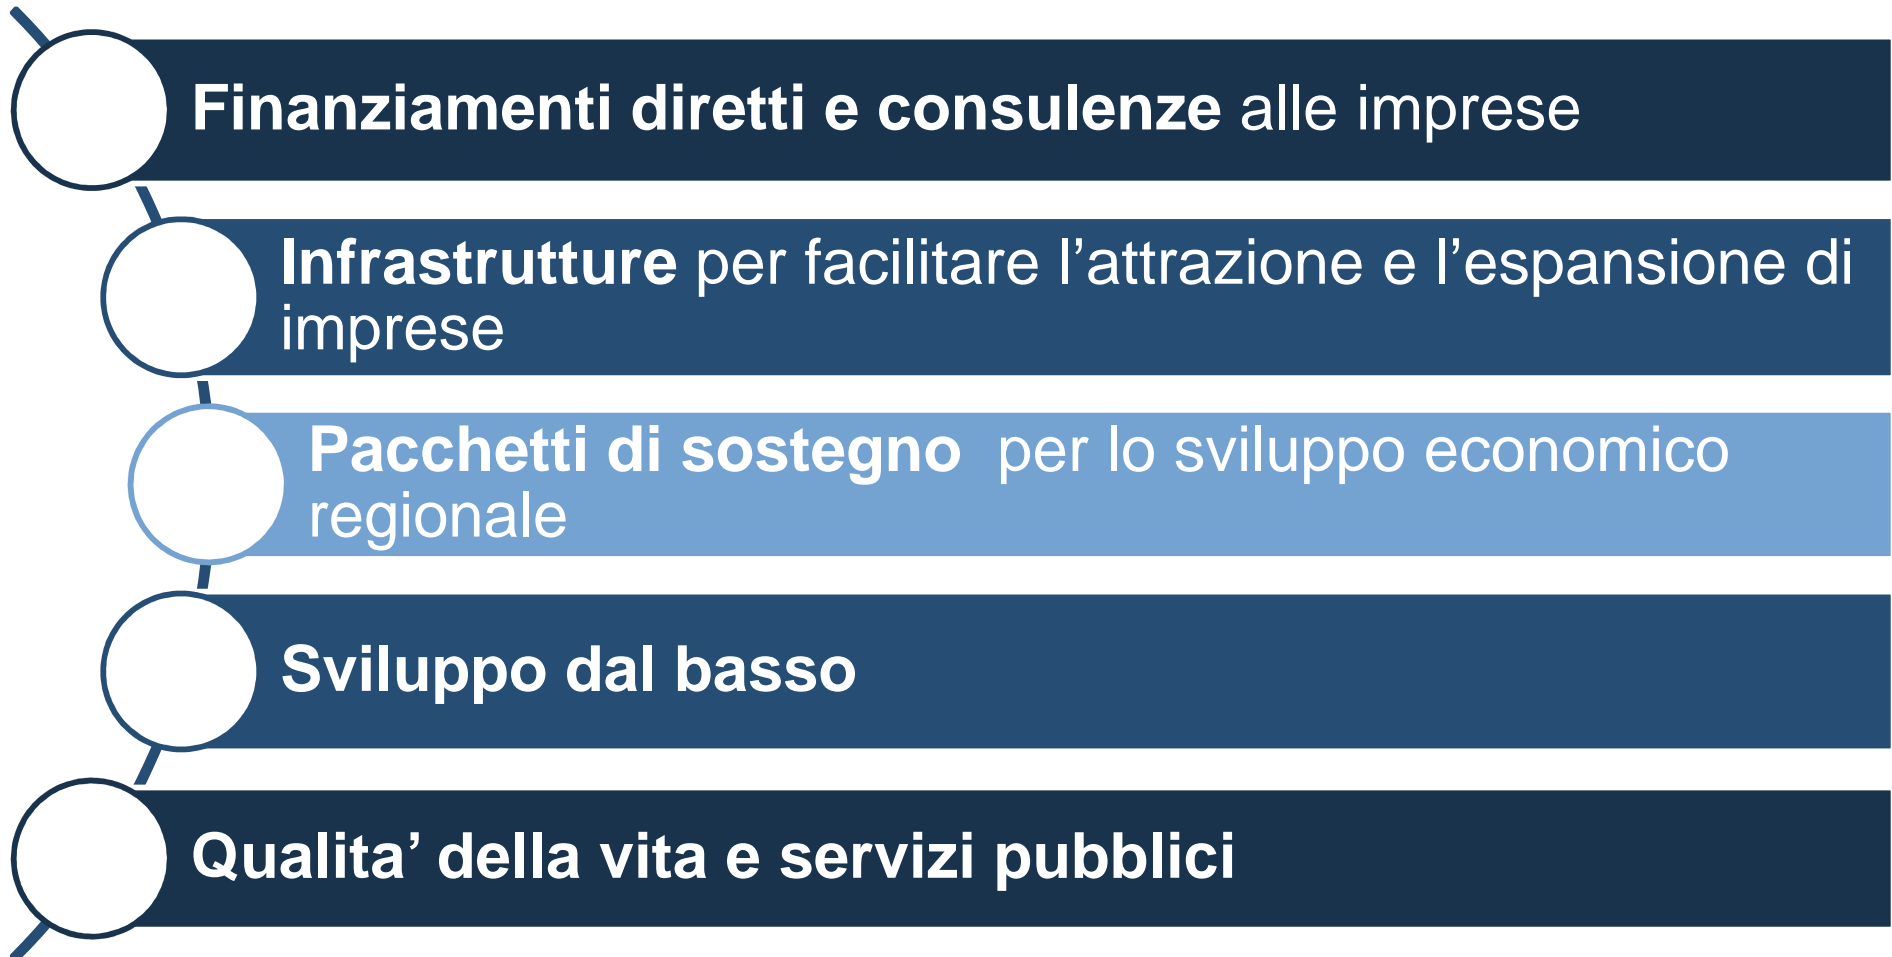 Finanziamenti diretti e consulenze alle imprese
Infrastrutture per facilitare l’attrazione e l’espansione di
imprese
Pacchetti di sostegno  per lo sviluppo economico
regionale
Sviluppo dal basso
Qualita’ della vita e servizi pubblici